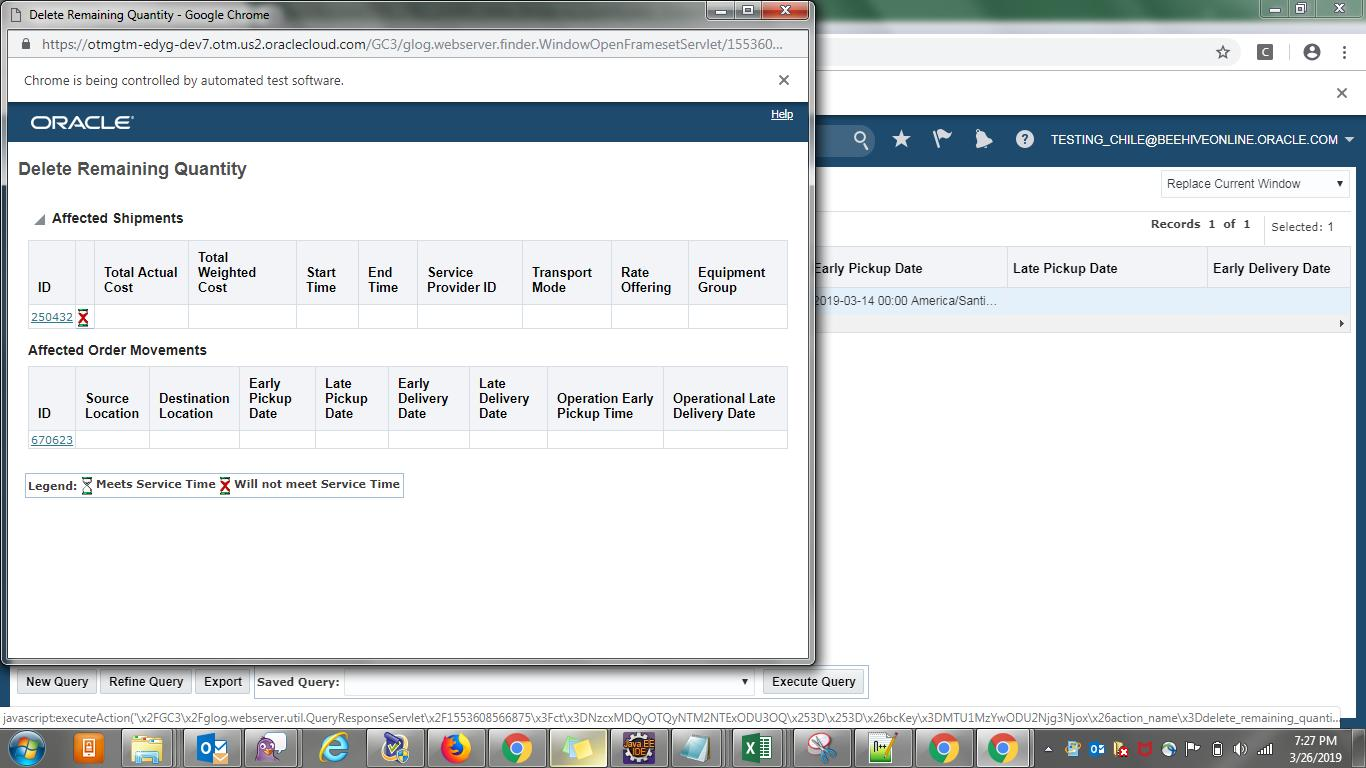 Delete Remaining Quantity - Google Chrome
https://otmgtm-edyg-dev7.otm.us2.oraclecloud.com/GC3/glog.webserver.finder.WindowOpenFramesetServlet/155360...
Chrome is being controlled by automated test software.
ORACLE
Help
Delete Remaining Quantity
Affected Shipments
ID Total Actual Cost Total Weighted Cost Start Time End Time Service Provider ID Transport Mode Rate Offering Equipment Group
250432
Affected Order Movements
ID Source Location Destination Location Early Pickup Date Late Pickup Date Early Delivery Date Late Delivery Date Operation Early Pickup Time Operational Late Delivery Date
670623
Legend: Meets Service Time Will not meet Service Time
C
TESTING_CHILE@BEEHIVEONLINE.ORACLE.COM
Replace Current Window
Records 1 of 1 Selected: 1
Early Pickup Date Late Pickup Date Early Delivery Date
2019-03-14 00:00 America/Santi...
New Query Refine Query Export Saved Query: Execute Query
javascript:executeAction("\x2FGC3\x2Fglog.webserver.util.QueryResponseServlet\x2F1553608566875\x3Fct\x3DNzcxMDQyOTQyNTM2NTExODU3OQ\x253D\x253D\x26bcKey\x3DMTU1MzYwODU2Njg3Njox\x26action_name\x3Ddelete_remaining_quanti...
Java EE
IDE
7:27 PM
3/26/2019